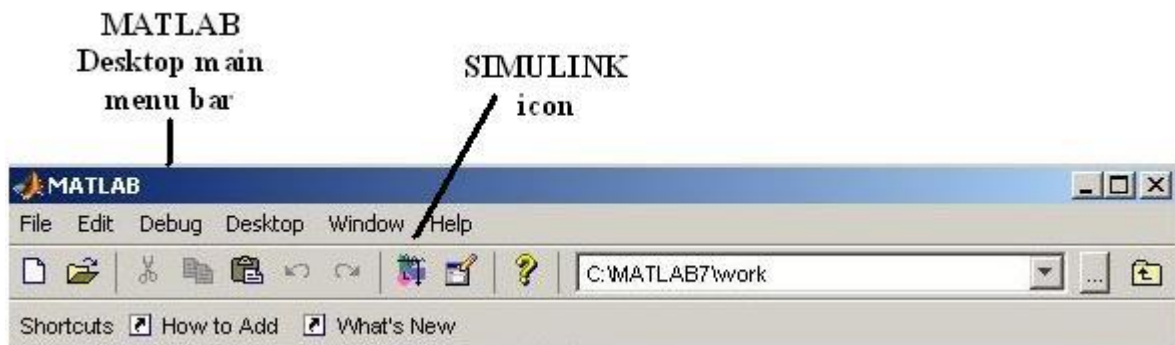 MATLAB
Desktop main
menu bar
SIMULINK
icon
MATLAB
File Edit Debug Desktop Window Help
? C:\MATLAB7\work ...
Shortcuts How to Add What's New